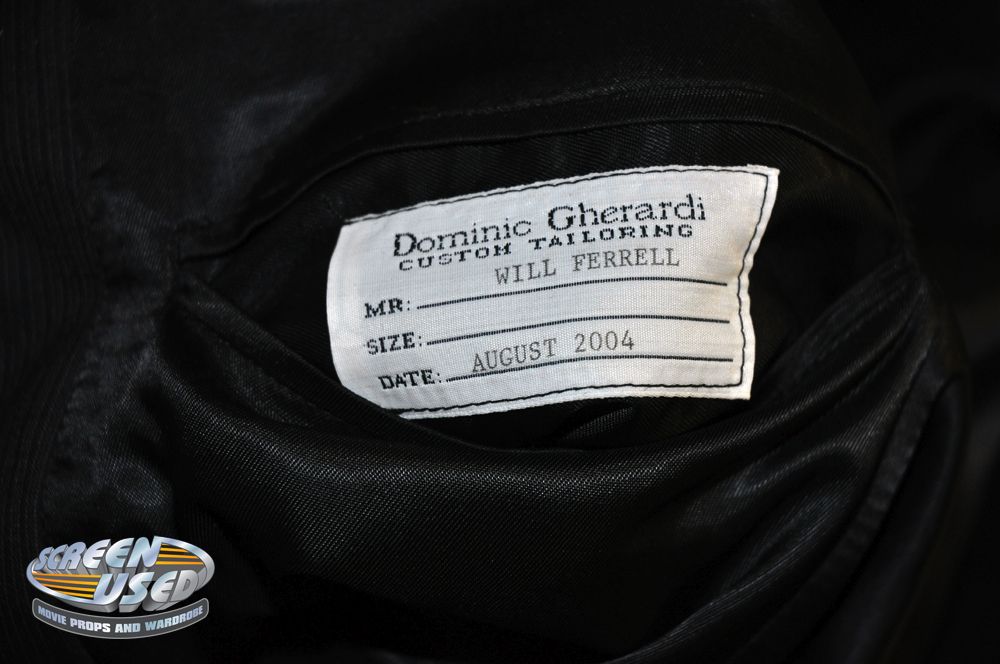 Dominic Gherardi
CUSTOM TAILORING
WILL FERRELL
MR:
SIZE:
AUGUST 2004
DATE:
SCREEN
USED
MOVIE PROPS AND WARDROBE